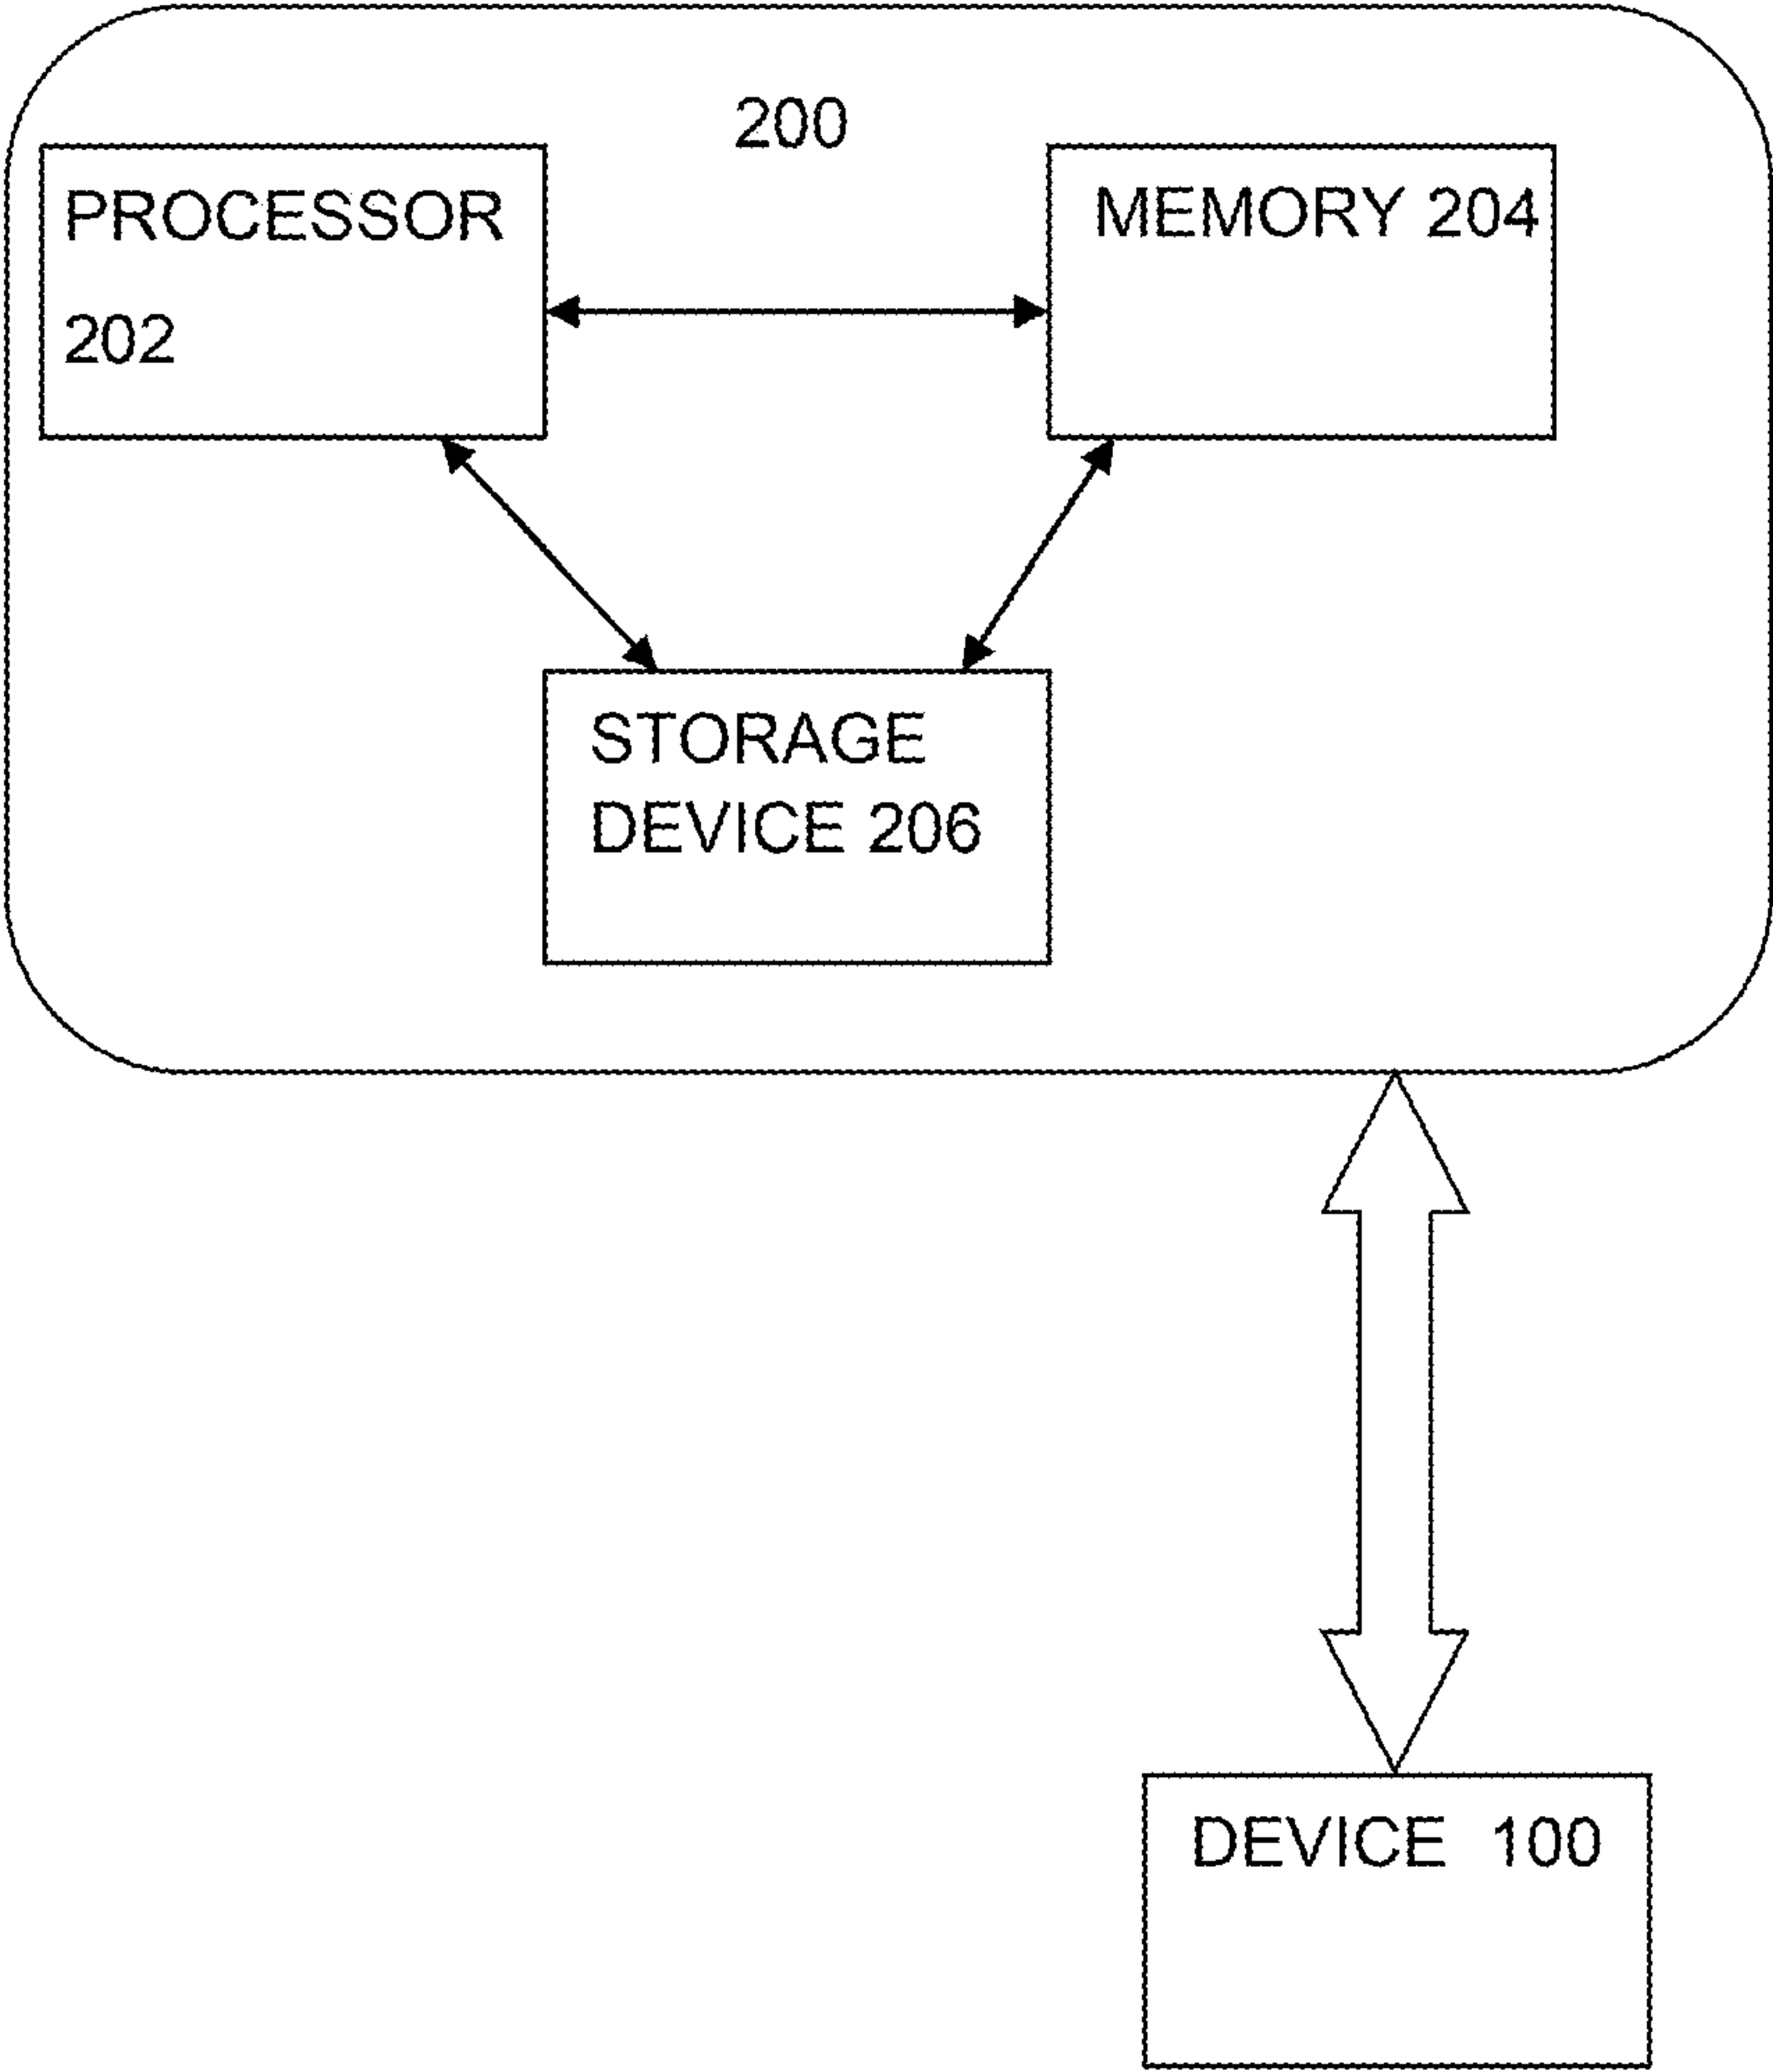 200
PROCESSOR
202
MEMORY 204
STORAGE
DEVICE 206
DEVICE 100